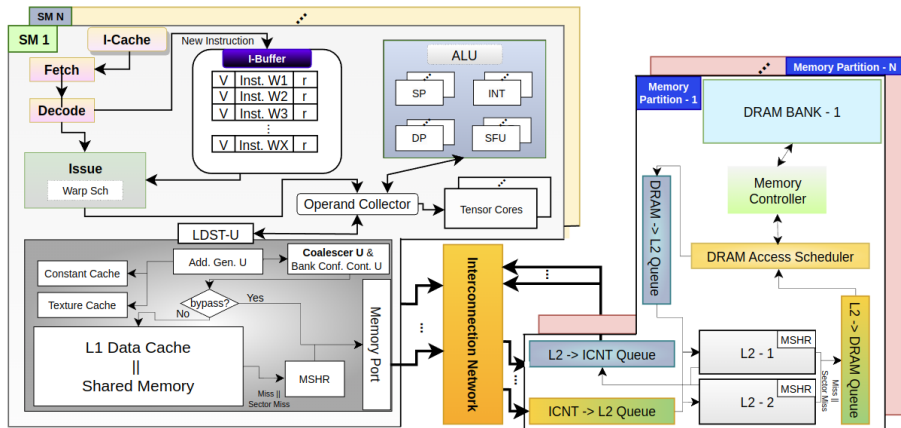 SM N
SM 1
I-Cache
New Instruction
Fetch
Decode
I-Buffer
V Inst. W1 r
V Inst. W2 r
V Inst. W3 r
⋮
V Inst. WX r
Issue
Warp Sch
ALU
SP
INT
DP
SFU
Operand Collector
Tensor Cores
LDST-U
Constant Cache
Texture Cache
Add. Gen. U
Coalescer U &
Bank Conf. Cont. U
bypass?
Yes
No
L1 Data Cache
||
Shared Memory
MSHR
Miss ||
Sector Miss
Memory Port
...
Interconnection Network
...
...
L2 -> ICNT Queue
ICNT -> L2 Queue
Memory Partition - N
Memory
Partition - 1
DRAM BANK - 1
Memory
Controller
DRAM Access Scheduler
DRAM -> L2 Queue
L2 - 1
MSHR
L2 - 2
MSHR
Miss ||
Sector Miss
L2 -> DRAM Queue